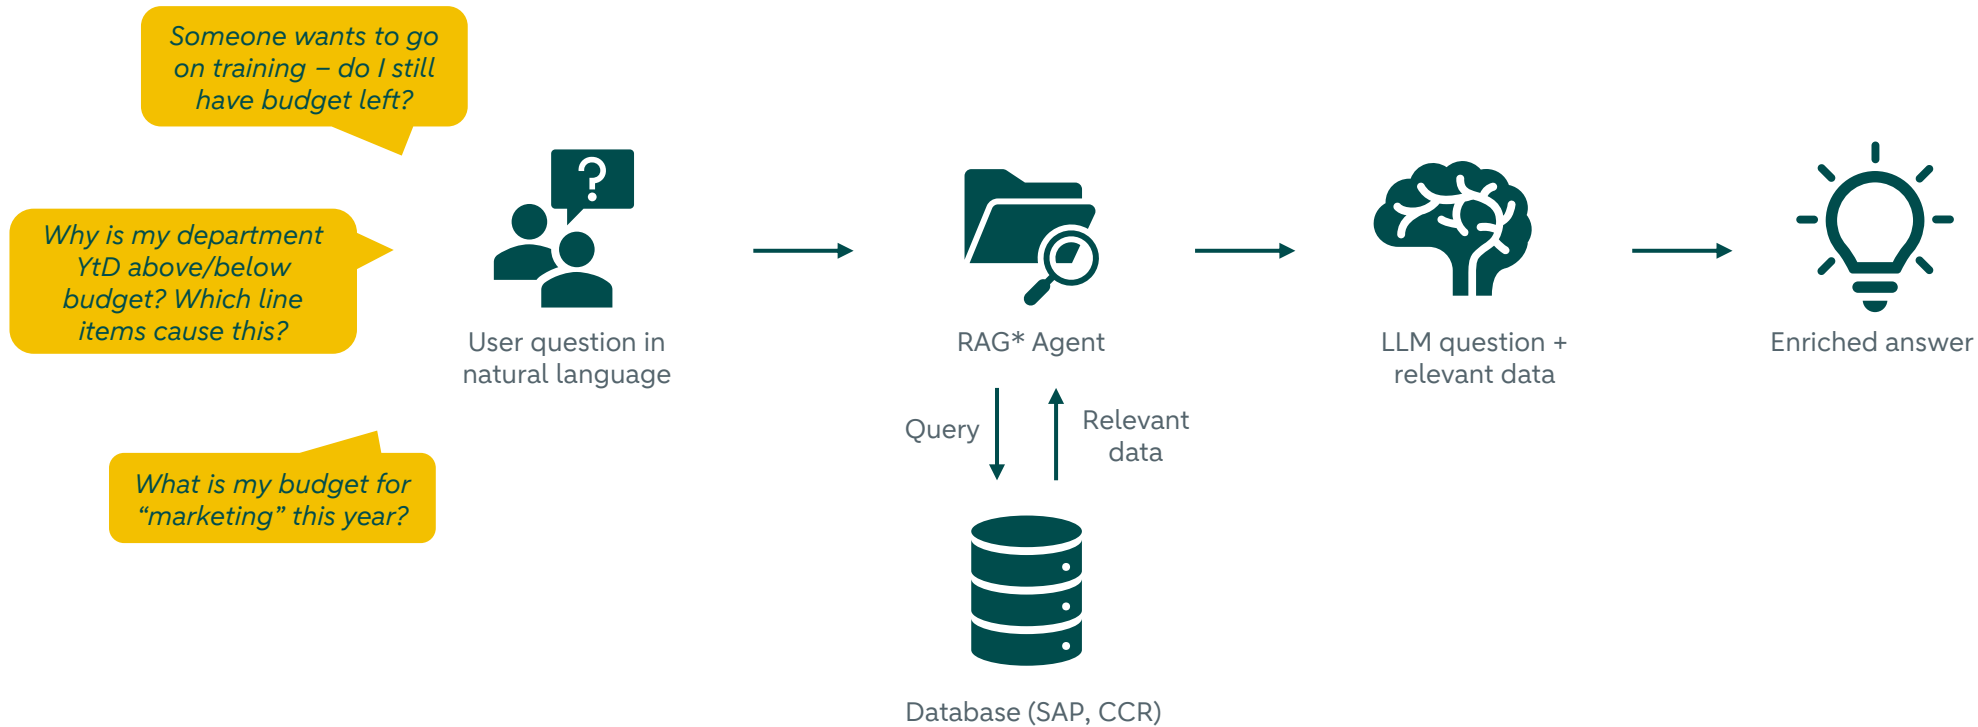 Someone wants to go
on training – do I still
have budget left?
Why is my department
YtD above/below
budget? Which line
items cause this?
What is my budget for
“marketing” this year?
?
User question in
natural language
RAG* Agent
Query
Relevant
data
Database (SAP, CCR)
LLM question +
relevant data
Enriched answer